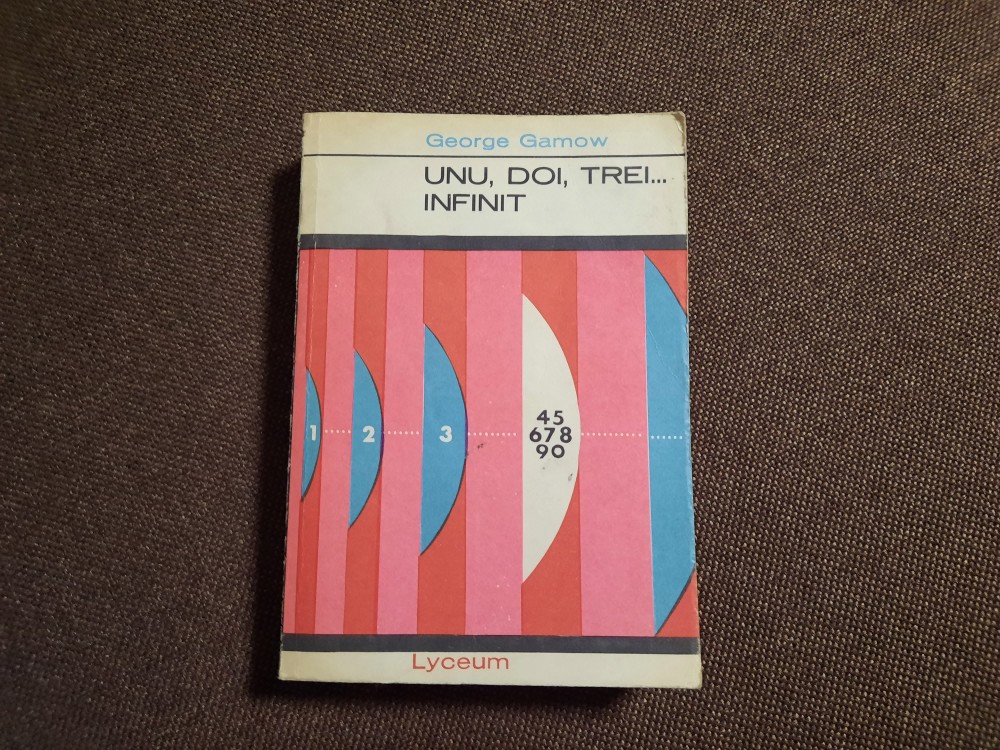 George Gamow
UNU, DOI, TREI...
INFINIT
1 2 3
45
678
90
Lyceum